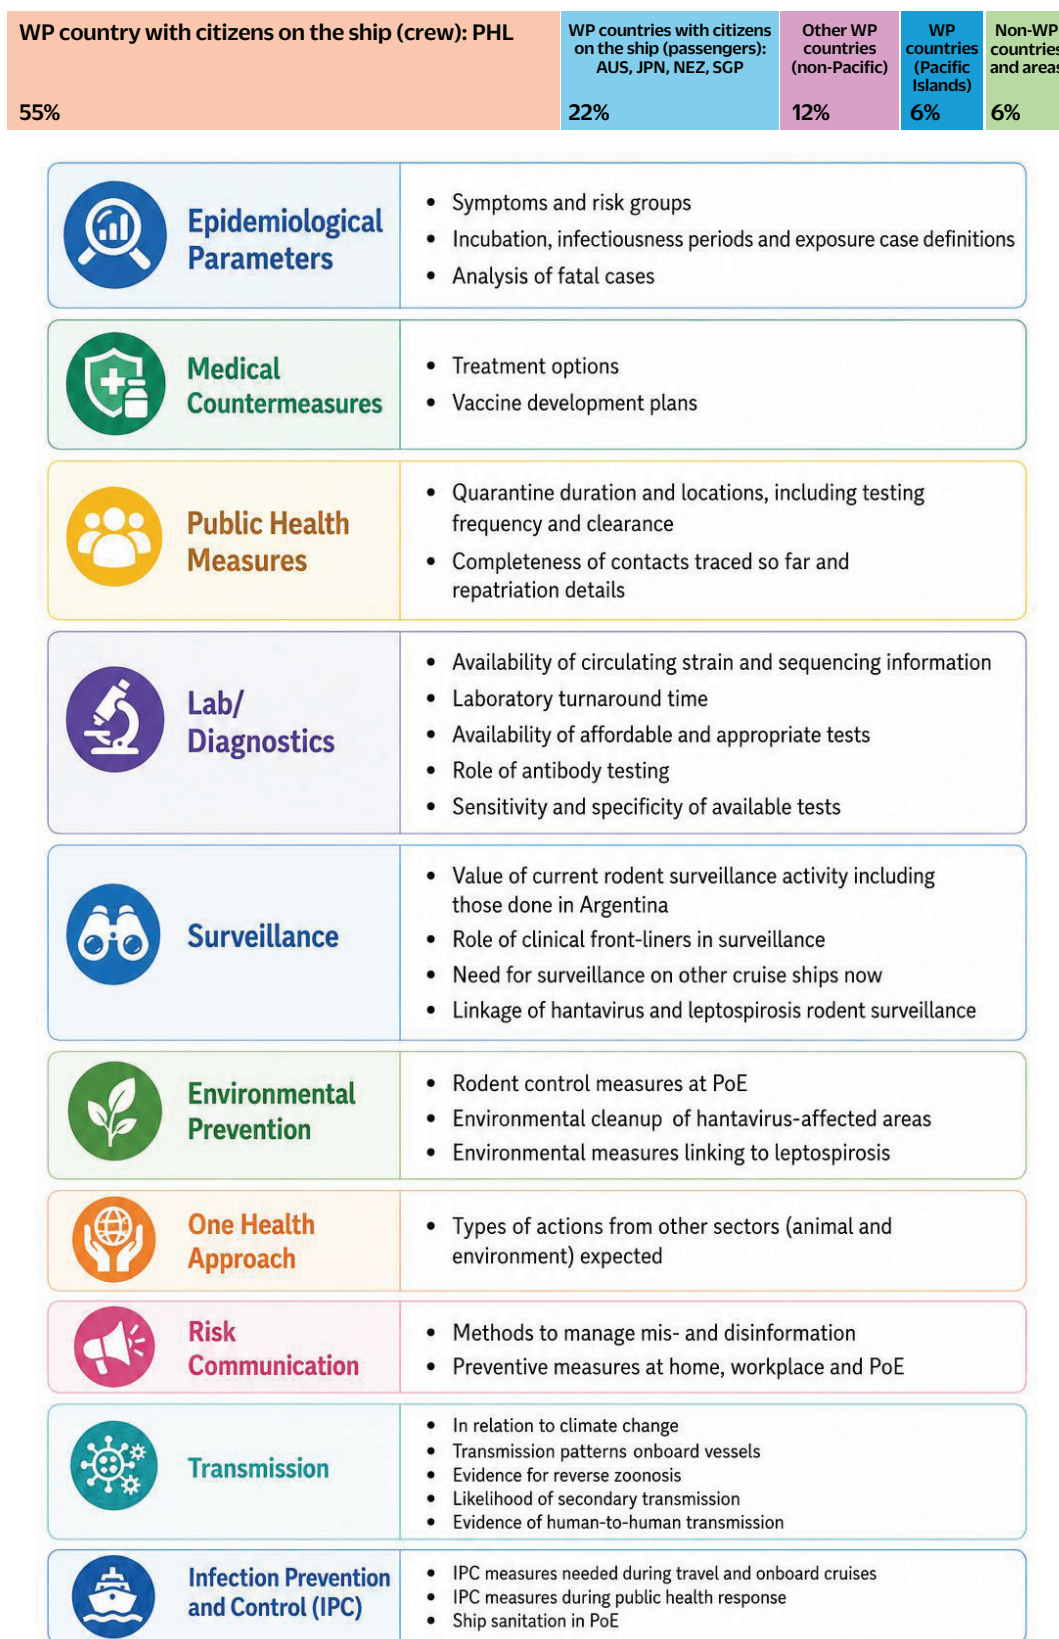 WP country with citizens on the ship (crew): PHL
55%
WP countries with citizens
on the ship (passengers):
AUS, JPN, NEZ, SGP
22%
Other WP
countries
(non-Pacific)
12%
WP
countries
(Pacific
Islands)
6%
Non-WP
countries
and areas
6%
Epidemiological
Parameters
• Symptoms and risk groups
• Incubation, infectiousness periods and exposure case definitions
• Analysis of fatal cases
Medical
Countermeasures
• Treatment options
• Vaccine development plans
Public Health
Measures
• Quarantine duration and locations, including testing
frequency and clearance
• Completeness of contacts traced so far and
repatriation details
Lab/
Diagnostics
• Availability of circulating strain and sequencing information
• Laboratory turnaround time
• Availability of affordable and appropriate tests
• Role of antibody testing
• Sensitivity and specificity of available tests
Surveillance
• Value of current rodent surveillance activity including
those done in Argentina
• Role of clinical front-liners in surveillance
• Need for surveillance on other cruise ships now
• Linkage of hantavirus and leptospirosis rodent surveillance
Environmental
Prevention
• Rodent control measures at PoE
• Environmental cleanup of hantavirus-affected areas
• Environmental measures linking to leptospirosis
One Health
Approach
• Types of actions from other sectors (animal and
environment) expected
Risk
Communication
• Methods to manage mis- and disinformation
• Preventive measures at home, workplace and PoE
Transmission
• In relation to climate change
• Transmission patterns onboard vessels
• Evidence for reverse zoonosis
• Likelihood of secondary transmission
• Evidence of human-to-human transmission
Infection Prevention
and Control (IPC)
• IPC measures needed during travel and onboard cruises
• IPC measures during public health response
• Ship sanitation in PoE